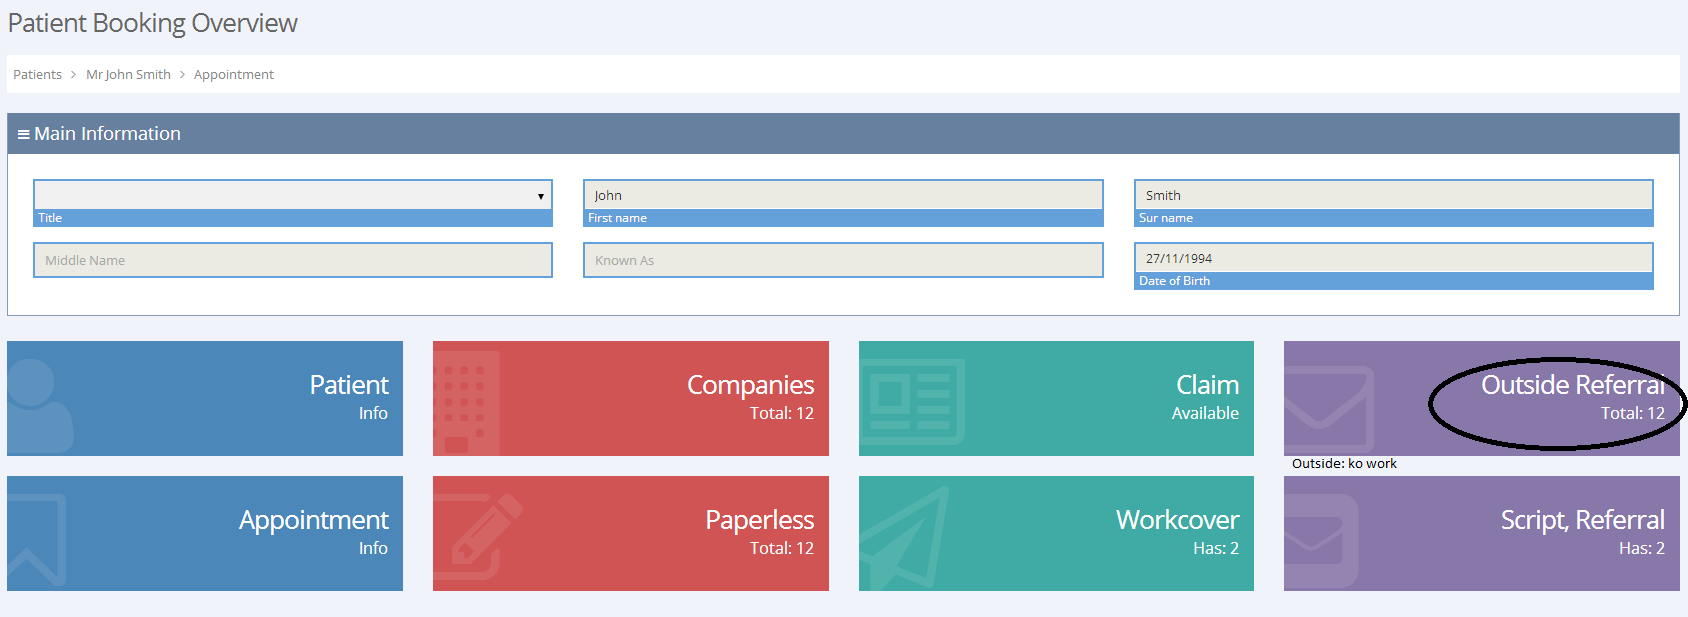 Patient Booking Overview
Patients > Mr John Smith > Appointment
Main Information
John
Smith
Title
First name
Sur name
Middle Name
Known As
27/11/1994
Date of Birth
Patient
Info
Companies
Total: 12
Claim
Available
Outside Referral
Total: 12
Outside: ko work
Appointment
Info
Paperless
Total: 12
Workcover
Has: 2
Script, Referral
Has: 2